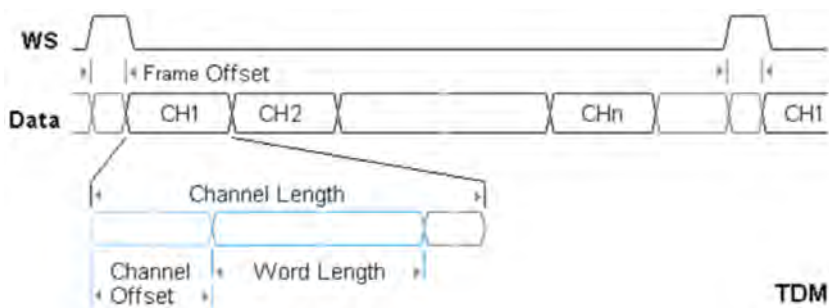 WS
Frame Offset
Data CH1 CH2 CHn CH1
Channel Length
Channel Word Length
Offset
TDM